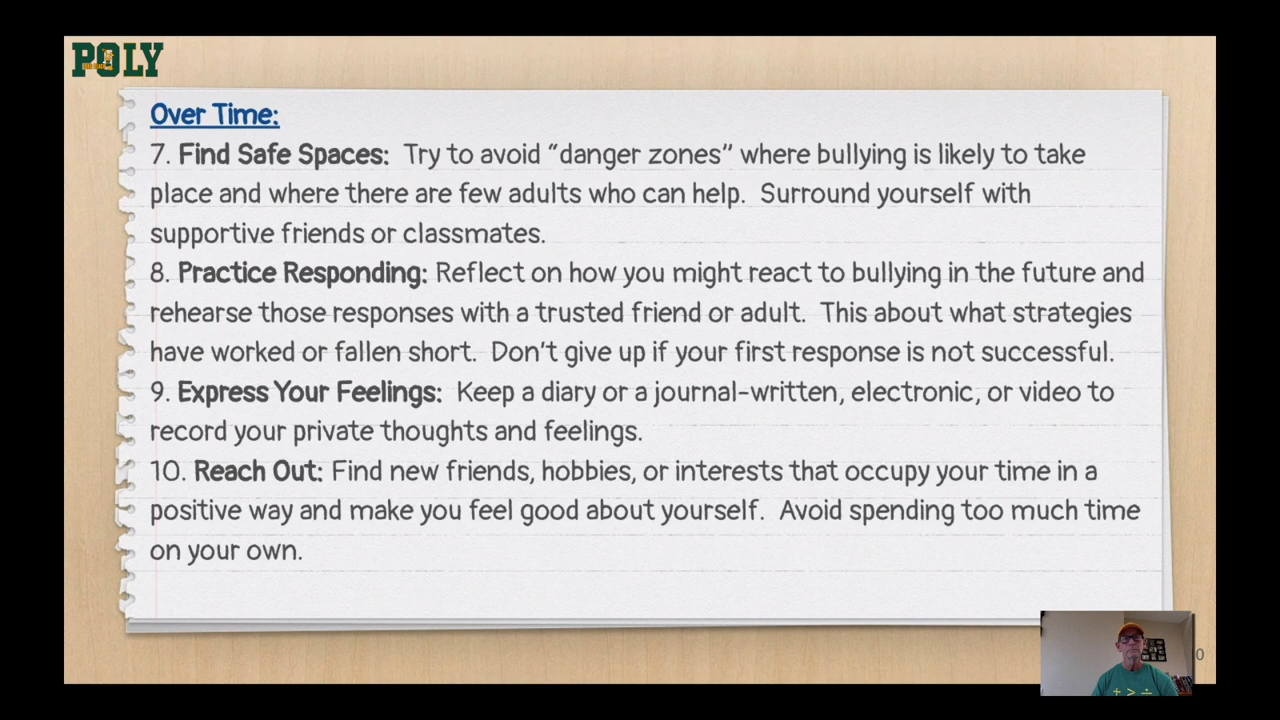 POLY
Over Time:
7. Find Safe Spaces:  Try to avoid “danger zones” where bullying is likely to take
place and where there are few adults who can help.  Surround yourself with
supportive friends or classmates.
8. Practice Responding: Reflect on how you might react to bullying in the future and
rehearse those responses with a trusted friend or adult.  This about what strategies
have worked or fallen short.  Don't give up if your first response is not successful.
9. Express Your Feelings:  Keep a diary or a journal-written, electronic, or video to
record your private thoughts and feelings.
10. Reach Out: Find new friends, hobbies, or interests that occupy your time in a
positive way and make you feel good about yourself.  Avoid spending too much time
on your own.
+ > ÷